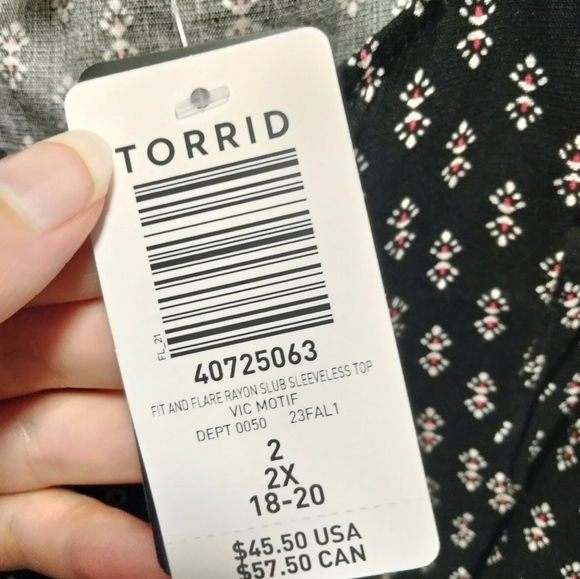 TORRID
FL_21
40725063
FIT AND FLARE RAYON SLUB SLEEVELESS TOP
VIC MOTIF
DEPT 0050 23FAL1
2
2X
18-20
$45.50 USA
$57.50 CAN